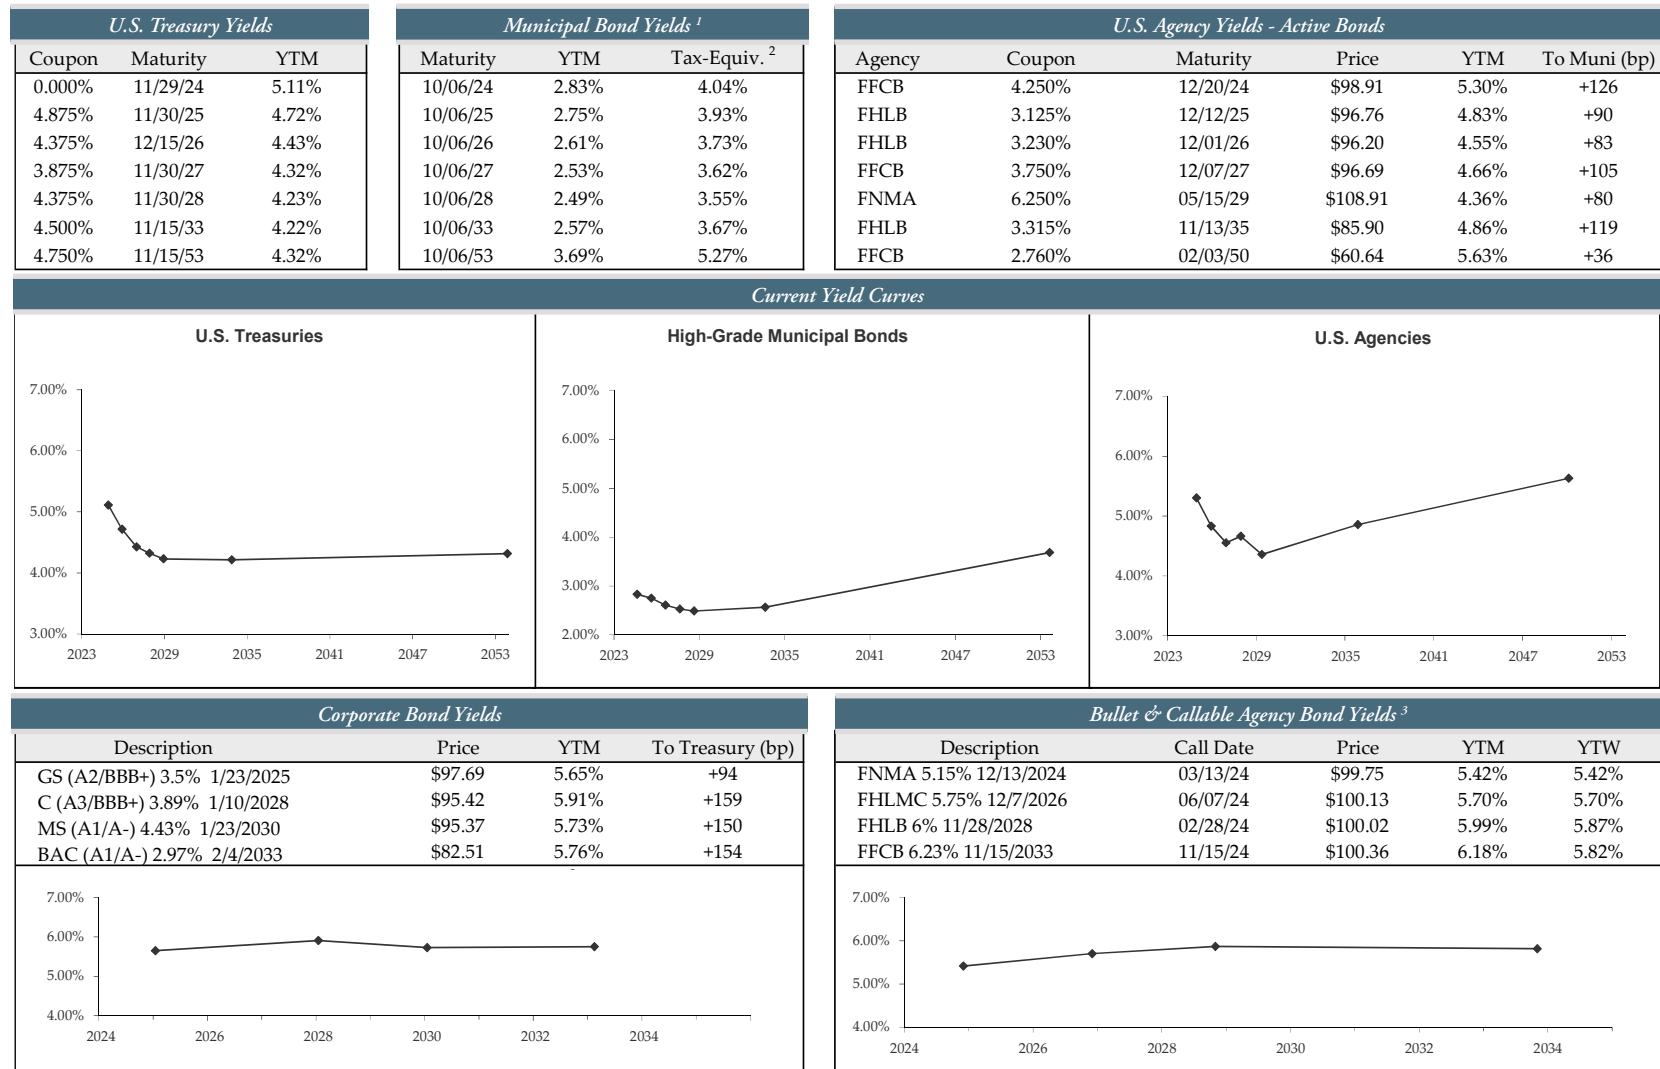 U.S. Treasury Yields
Coupon Maturity YTM
0.000% 11/29/24 5.11%
4.875% 11/30/25 4.72%
4.375% 12/15/26 4.43%
3.875% 11/30/27 4.32%
4.375% 11/30/28 4.23%
4.500% 11/15/33 4.22%
4.750% 11/15/53 4.32%
Municipal Bond Yields 1
Maturity YTM Tax-Equiv. 2
10/06/24 2.83% 4.04%
10/06/25 2.75% 3.93%
10/06/26 2.61% 3.73%
10/06/27 2.53% 3.62%
10/06/28 2.49% 3.55%
10/06/33 2.57% 3.67%
10/06/53 3.69% 5.27%
U.S. Agency Yields - Active Bonds
Agency Coupon Maturity Price YTM To Muni (bp)
FFCB 4.250% 12/20/24 $98.91 5.30% +126
FHLB 3.125% 12/12/25 $96.76 4.83% +90
FHLB 3.230% 12/01/26 $96.20 4.55% +83
FFCB 3.750% 12/07/27 $96.69 4.66% +105
FNMA 6.250% 05/15/29 $108.91 4.36% +80
FHLB 3.315% 11/13/35 $85.90 4.86% +119
FFCB 2.760% 02/03/50 $60.64 5.63% +36
Current Yield Curves
U.S. Treasuries
7.00%
6.00%
5.00%
4.00%
3.00%
2023 2029 2035 2041 2047 2053
High-Grade Municipal Bonds
7.00%
6.00%
5.00%
4.00%
3.00%
2.00%
2023 2029 2035 2041 2047 2053
U.S. Agencies
7.00%
6.00%
5.00%
4.00%
3.00%
2023 2029 2035 2041 2047 2053
Corporate Bond Yields
Description Price YTM To Treasury (bp)
GS (A2/BBB+) 3.5% 1/23/2025 $97.69 5.65% +94
C (A3/BBB+) 3.89% 1/10/2028 $95.42 5.91% +159
MS (A1/A-) 4.43% 1/23/2030 $95.37 5.73% +150
BAC (A1/A-) 2.97% 2/4/2033 $82.51 5.76% +154
7.00%
6.00%
5.00%
4.00%
2024 2026 2028 2030 2032 2034
Bullet & Callable Agency Bond Yields 3
Description Call Date Price YTM YTW
FNMA 5.15% 12/13/2024 03/13/24 $99.75 5.42% 5.42%
FHLMC 5.75% 12/7/2026 06/07/24 $100.13 5.70% 5.70%
FHLB 6% 11/28/2028 02/28/24 $100.02 5.99% 5.87%
FFCB 6.23% 11/15/2033 11/15/24 $100.36 6.18% 5.82%
7.00%
6.00%
5.00%
4.00%
2024 2026 2028 2030 2032 2034